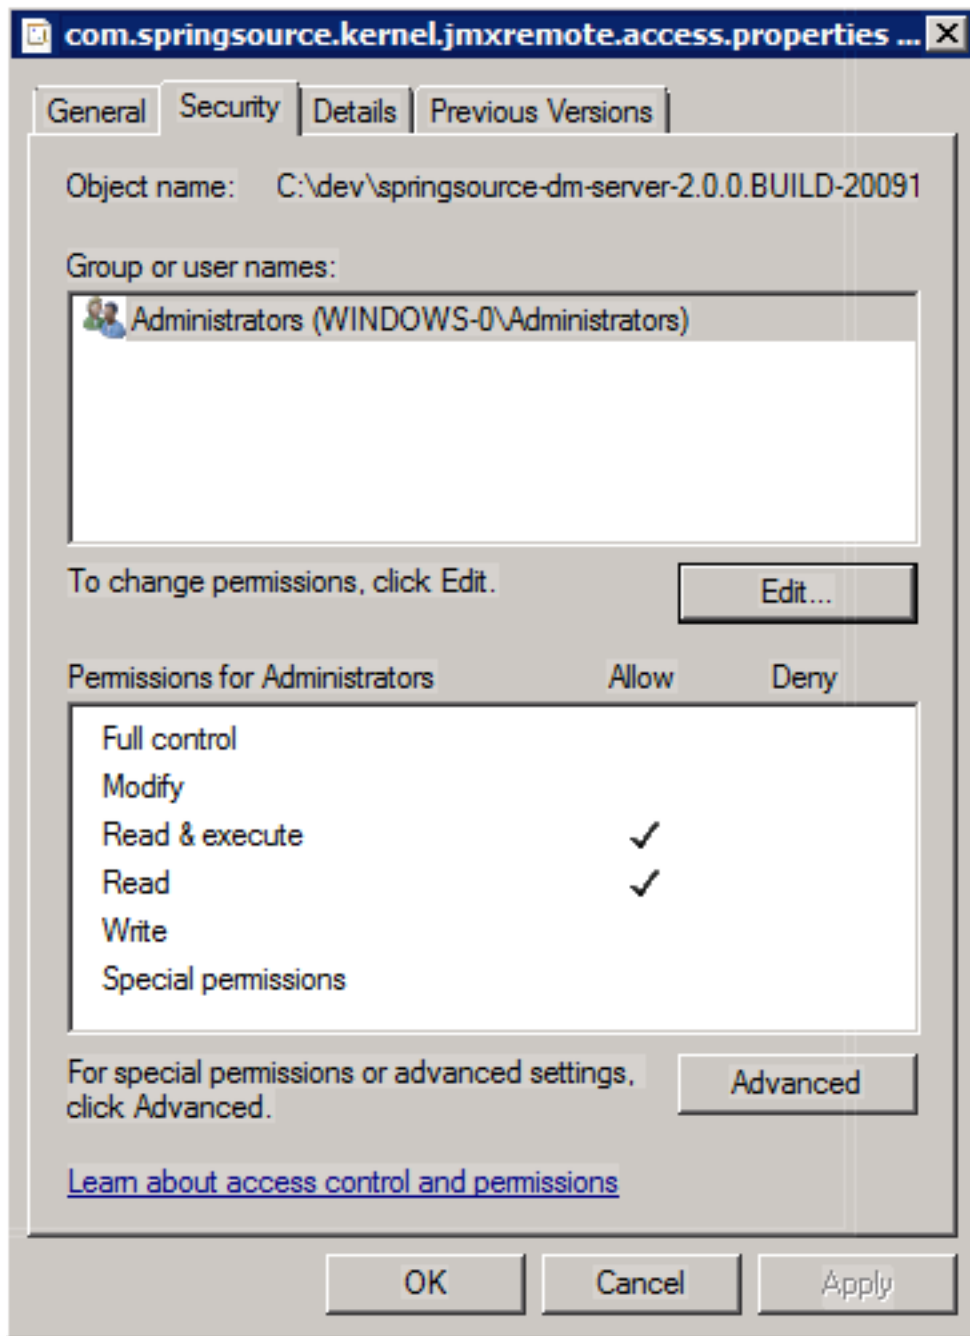 com.springsource.kernel.jmxremote.access.properties ...
General Security Details Previous Versions
Object name: C:\dev\springsource-dm-server-2.0.0.BUILD-20091
Group or user names:
Administrators (WINDOWS-0\Administrators)
To change permissions, click Edit.
Edit...
Permissions for Administrators Allow Deny
Full control
Modify
Read & execute
Read
Write
Special permissions
For special permissions or advanced settings,
click Advanced.
Advanced
Learn about access control and permissions
OK Cancel Apply